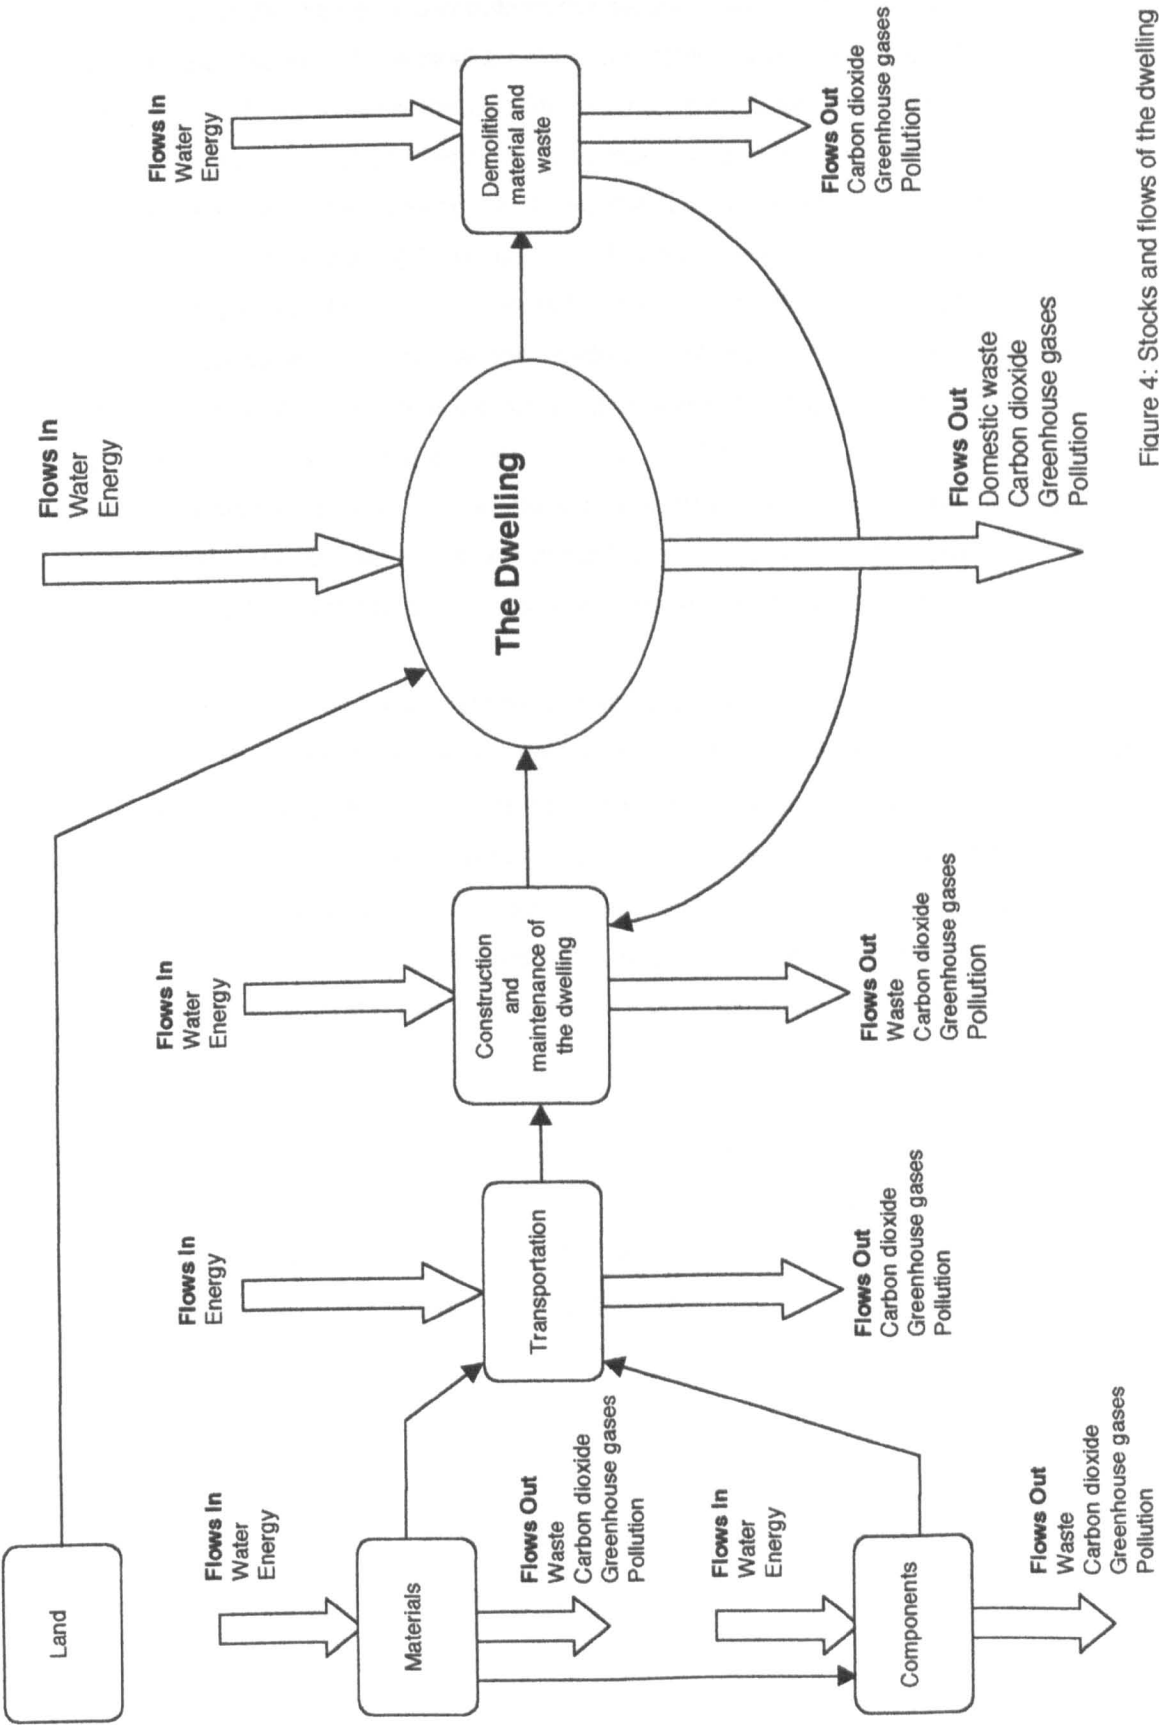 Land
Flows In
Water
Energy
Materials
Flows Out
Waste
Carbon dioxide
Greenhouse gases
Pollution
Flows In
Water
Energy
Components
Flows Out
Waste
Carbon dioxide
Greenhouse gases
Pollution
Flows In
Energy
Transportation
Flows Out
Carbon dioxide
Greenhouse gases
Pollution
Flows In
Water
Energy
Construction
and
maintenance of
the dwelling
Flows Out
Waste
Carbon dioxide
Greenhouse gases
Pollution
Flows In
Water
Energy
The Dwelling
Flows Out
Domestic waste
Carbon dioxide
Greenhouse gases
Pollution
Flows In
Water
Energy
Demolition
material and
waste
Flows Out
Carbon dioxide
Greenhouse gases
Pollution
Figure 4: Stocks and flows of the dwelling